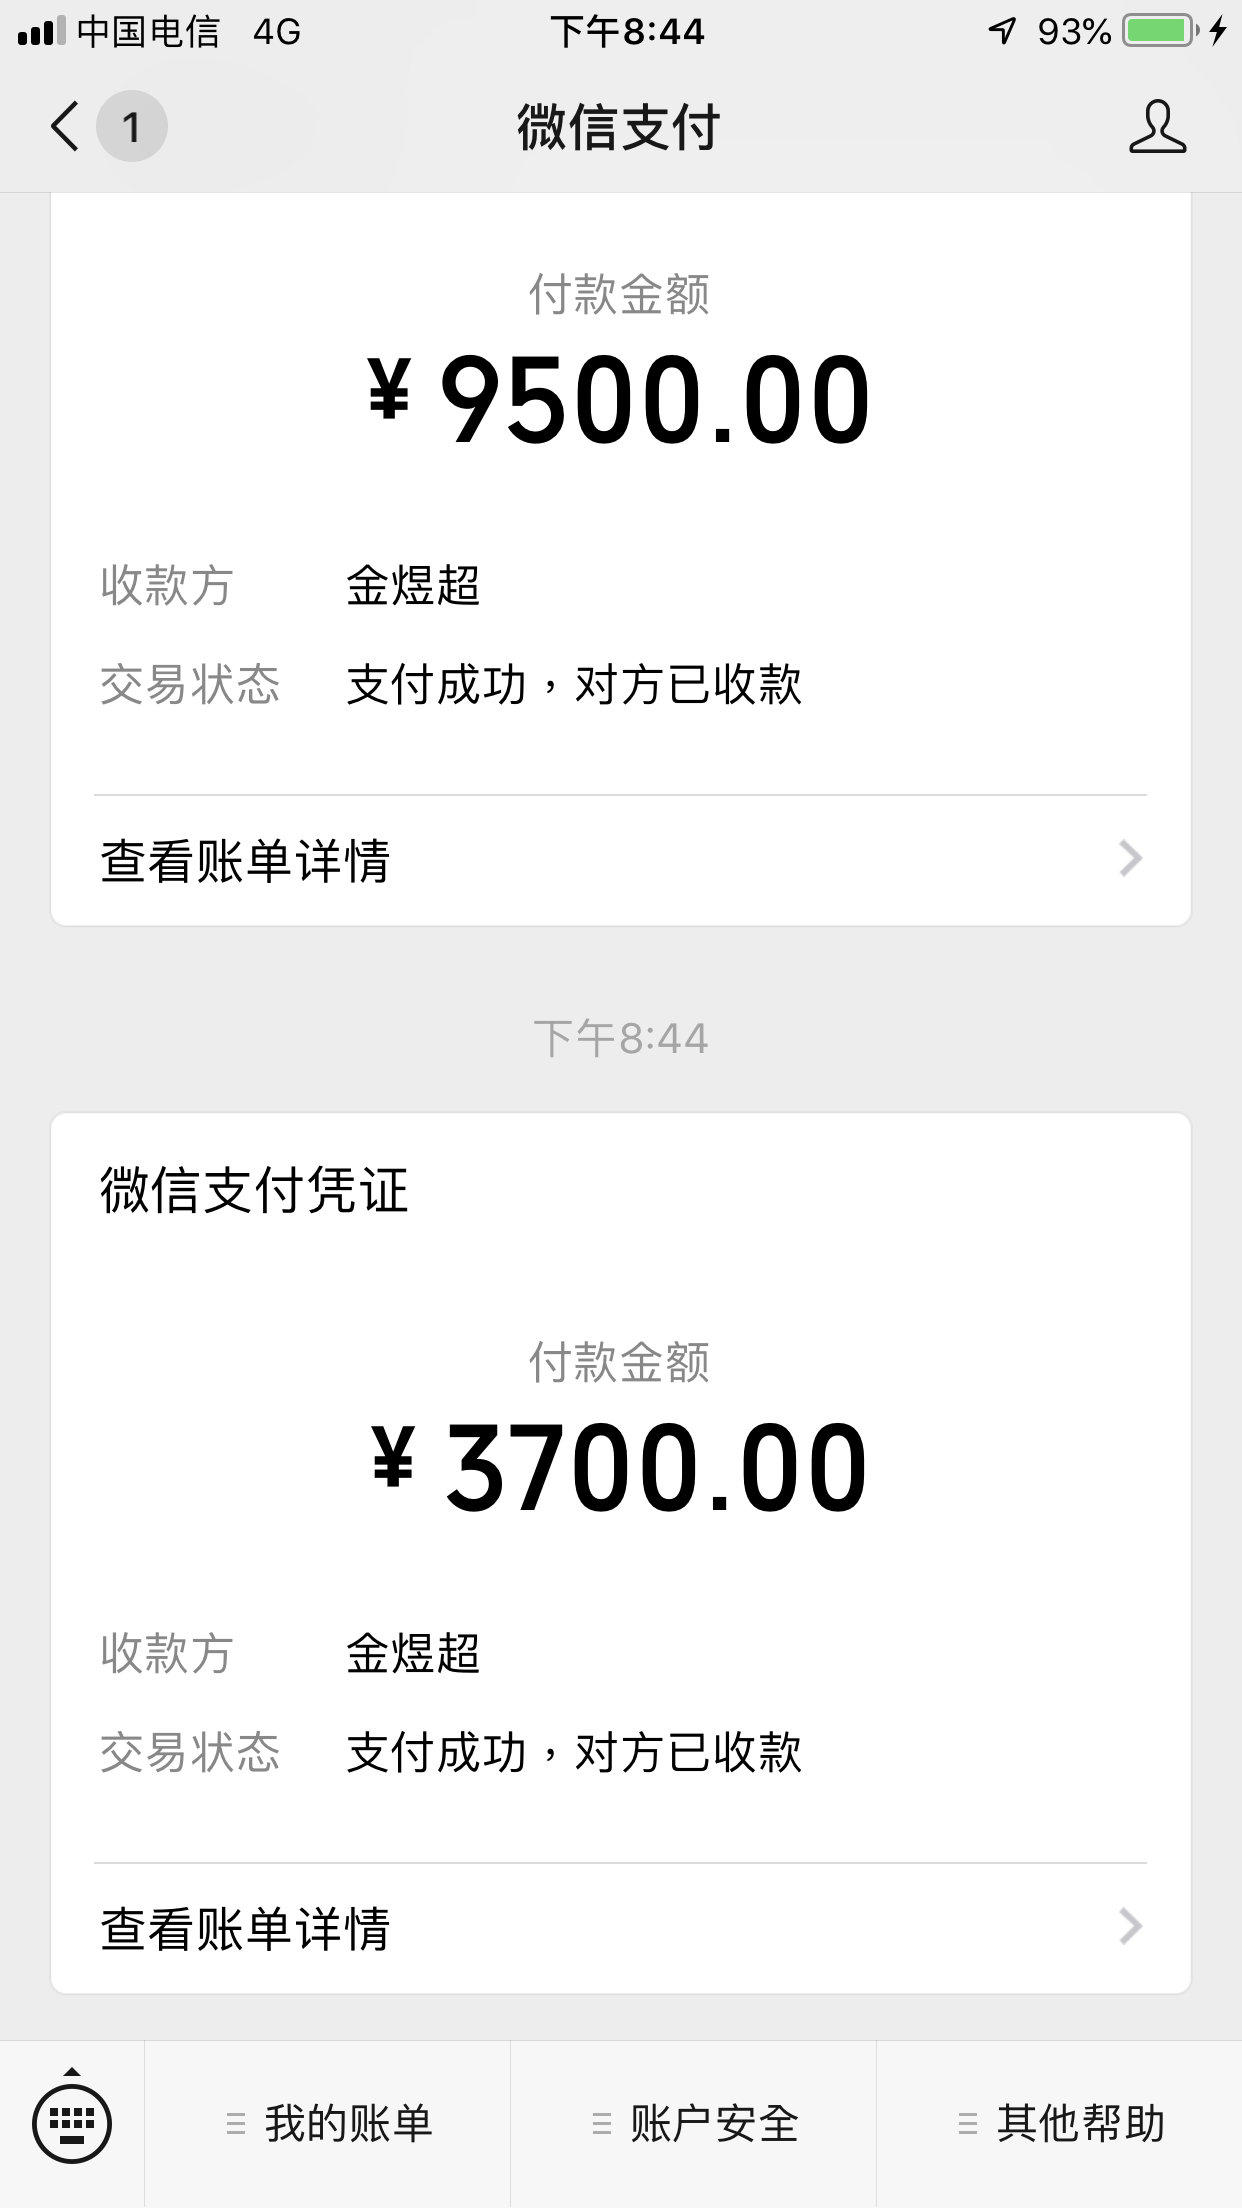 中国电信 4G 下午8:44 93%
1 微信支付
付款金额
¥9500.00
收款方 金煜超
交易状态 支付成功，对方已收款
查看账单详情
下午8:44
微信支付凭证
付款金额
¥3700.00
收款方 金煜超
交易状态 支付成功，对方已收款
查看账单详情
我的账单 账户安全 其他帮助